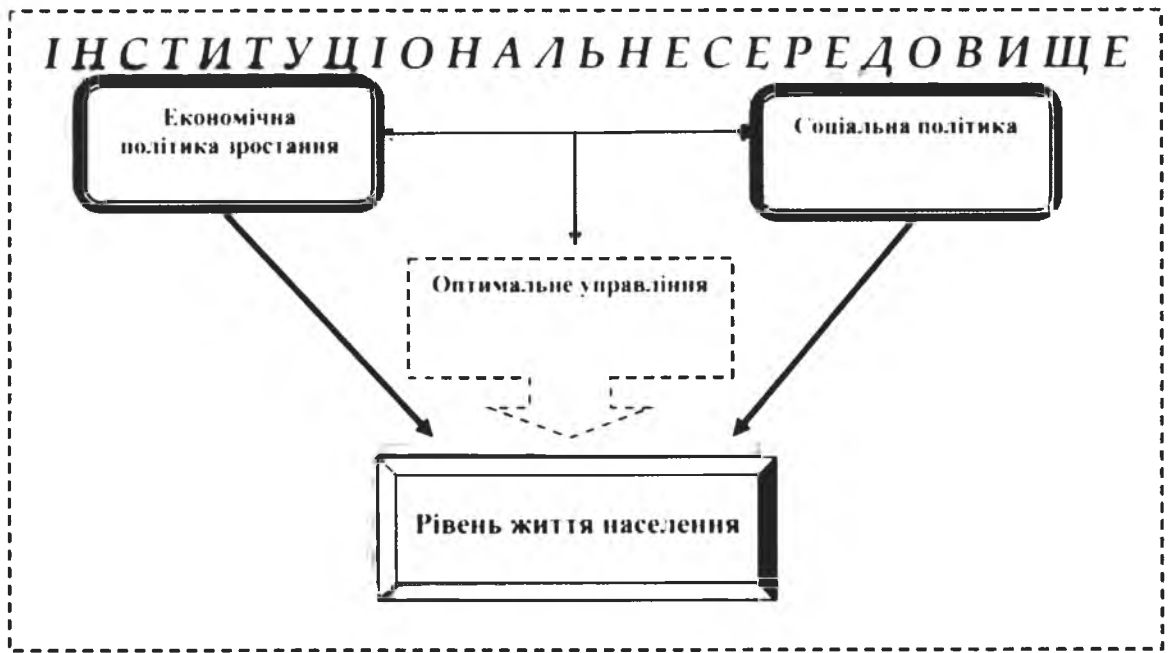 ІНСТИТУЦІОНАЛЬНЕСЕРЕДОВИЩЕ
Економічна
політика зростання
Соціальна політика
Оптимальне управління
Рівень життя населення